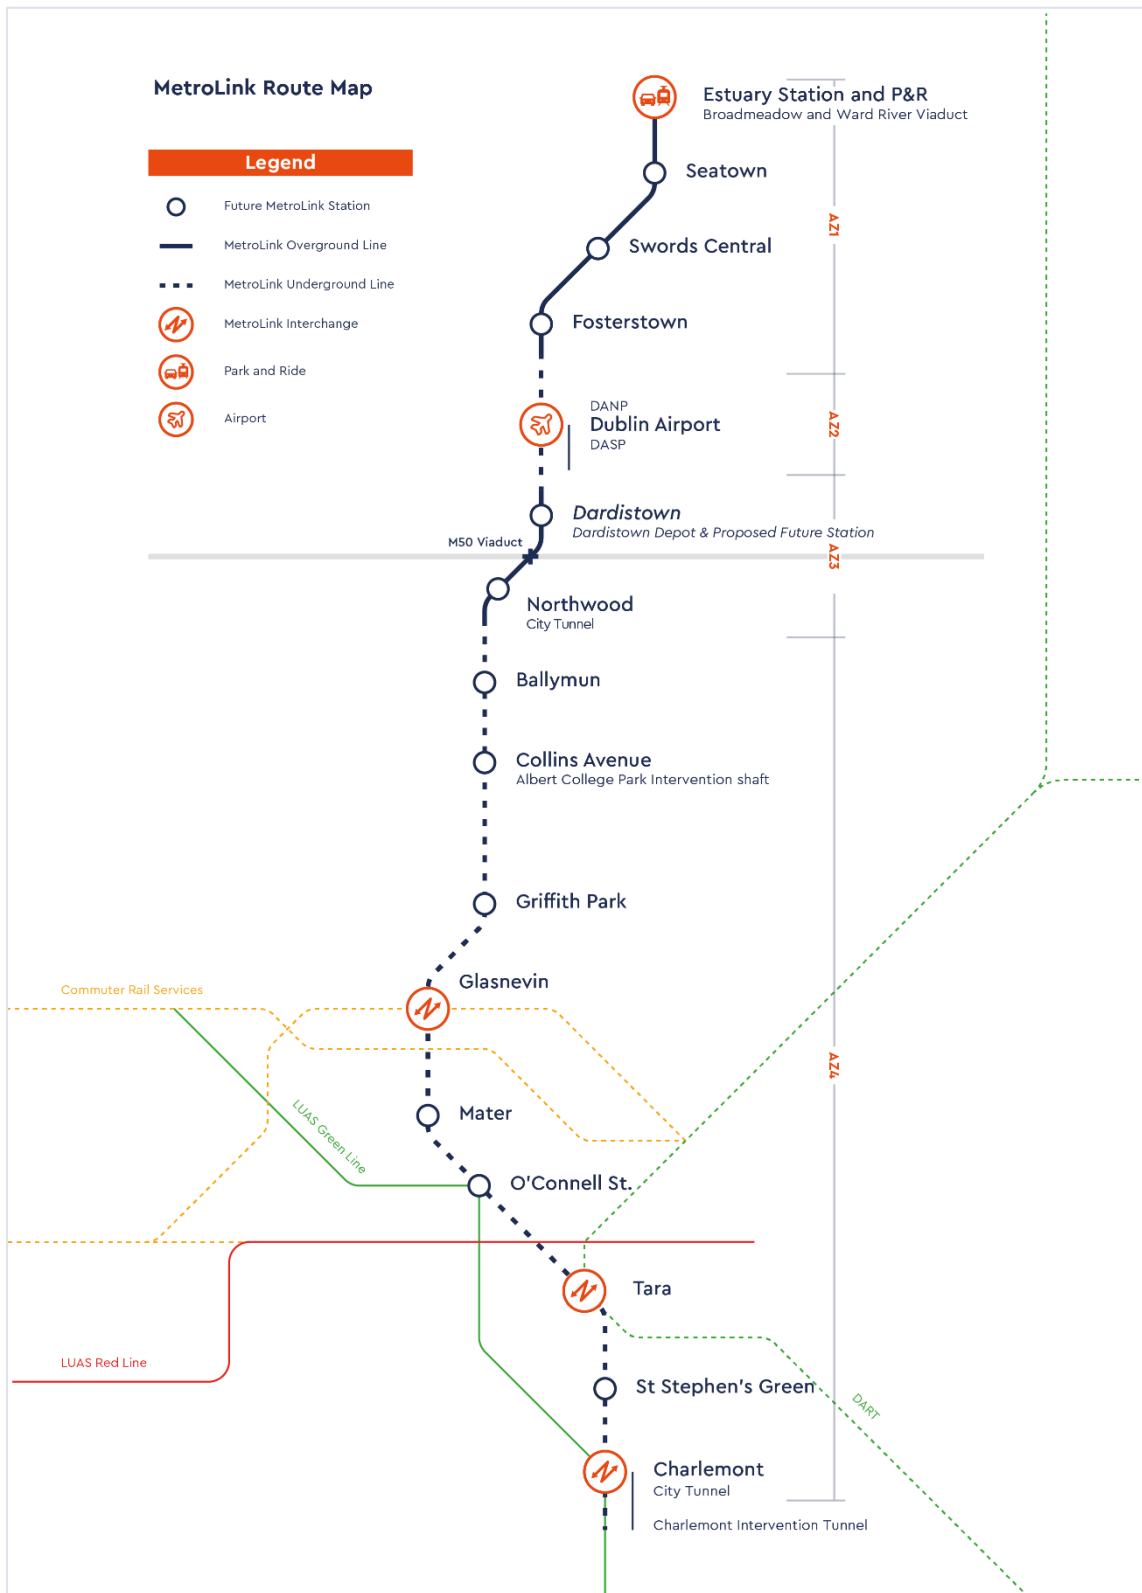 MetroLink Route Map
Legend
Future MetroLink Station
MetroLink Overground Line
MetroLink Underground Line
MetroLink Interchange
Park and Ride
Airport
Estuary Station and P&R
Broadmeadow and Ward River Viaduct
Seatown
AZ1
Swords Central
Fosterstown
DANP
Dublin Airport
DASP
AZ2
Dardistown
Dardistown Depot & Proposed Future Station
M50 Viaduct
AZ3
Northwood
City Tunnel
Ballymun
Collins Avenue
Albert College Park Intervention shaft
Griffith Park
Glasnevin
Commuter Rail Services
AZ4
Mater
LUAS Green Line
O'Connell St.
Tara
LUAS Red Line
St Stephen's Green
DART
Charlemont
City Tunnel
Charlemont Intervention Tunnel